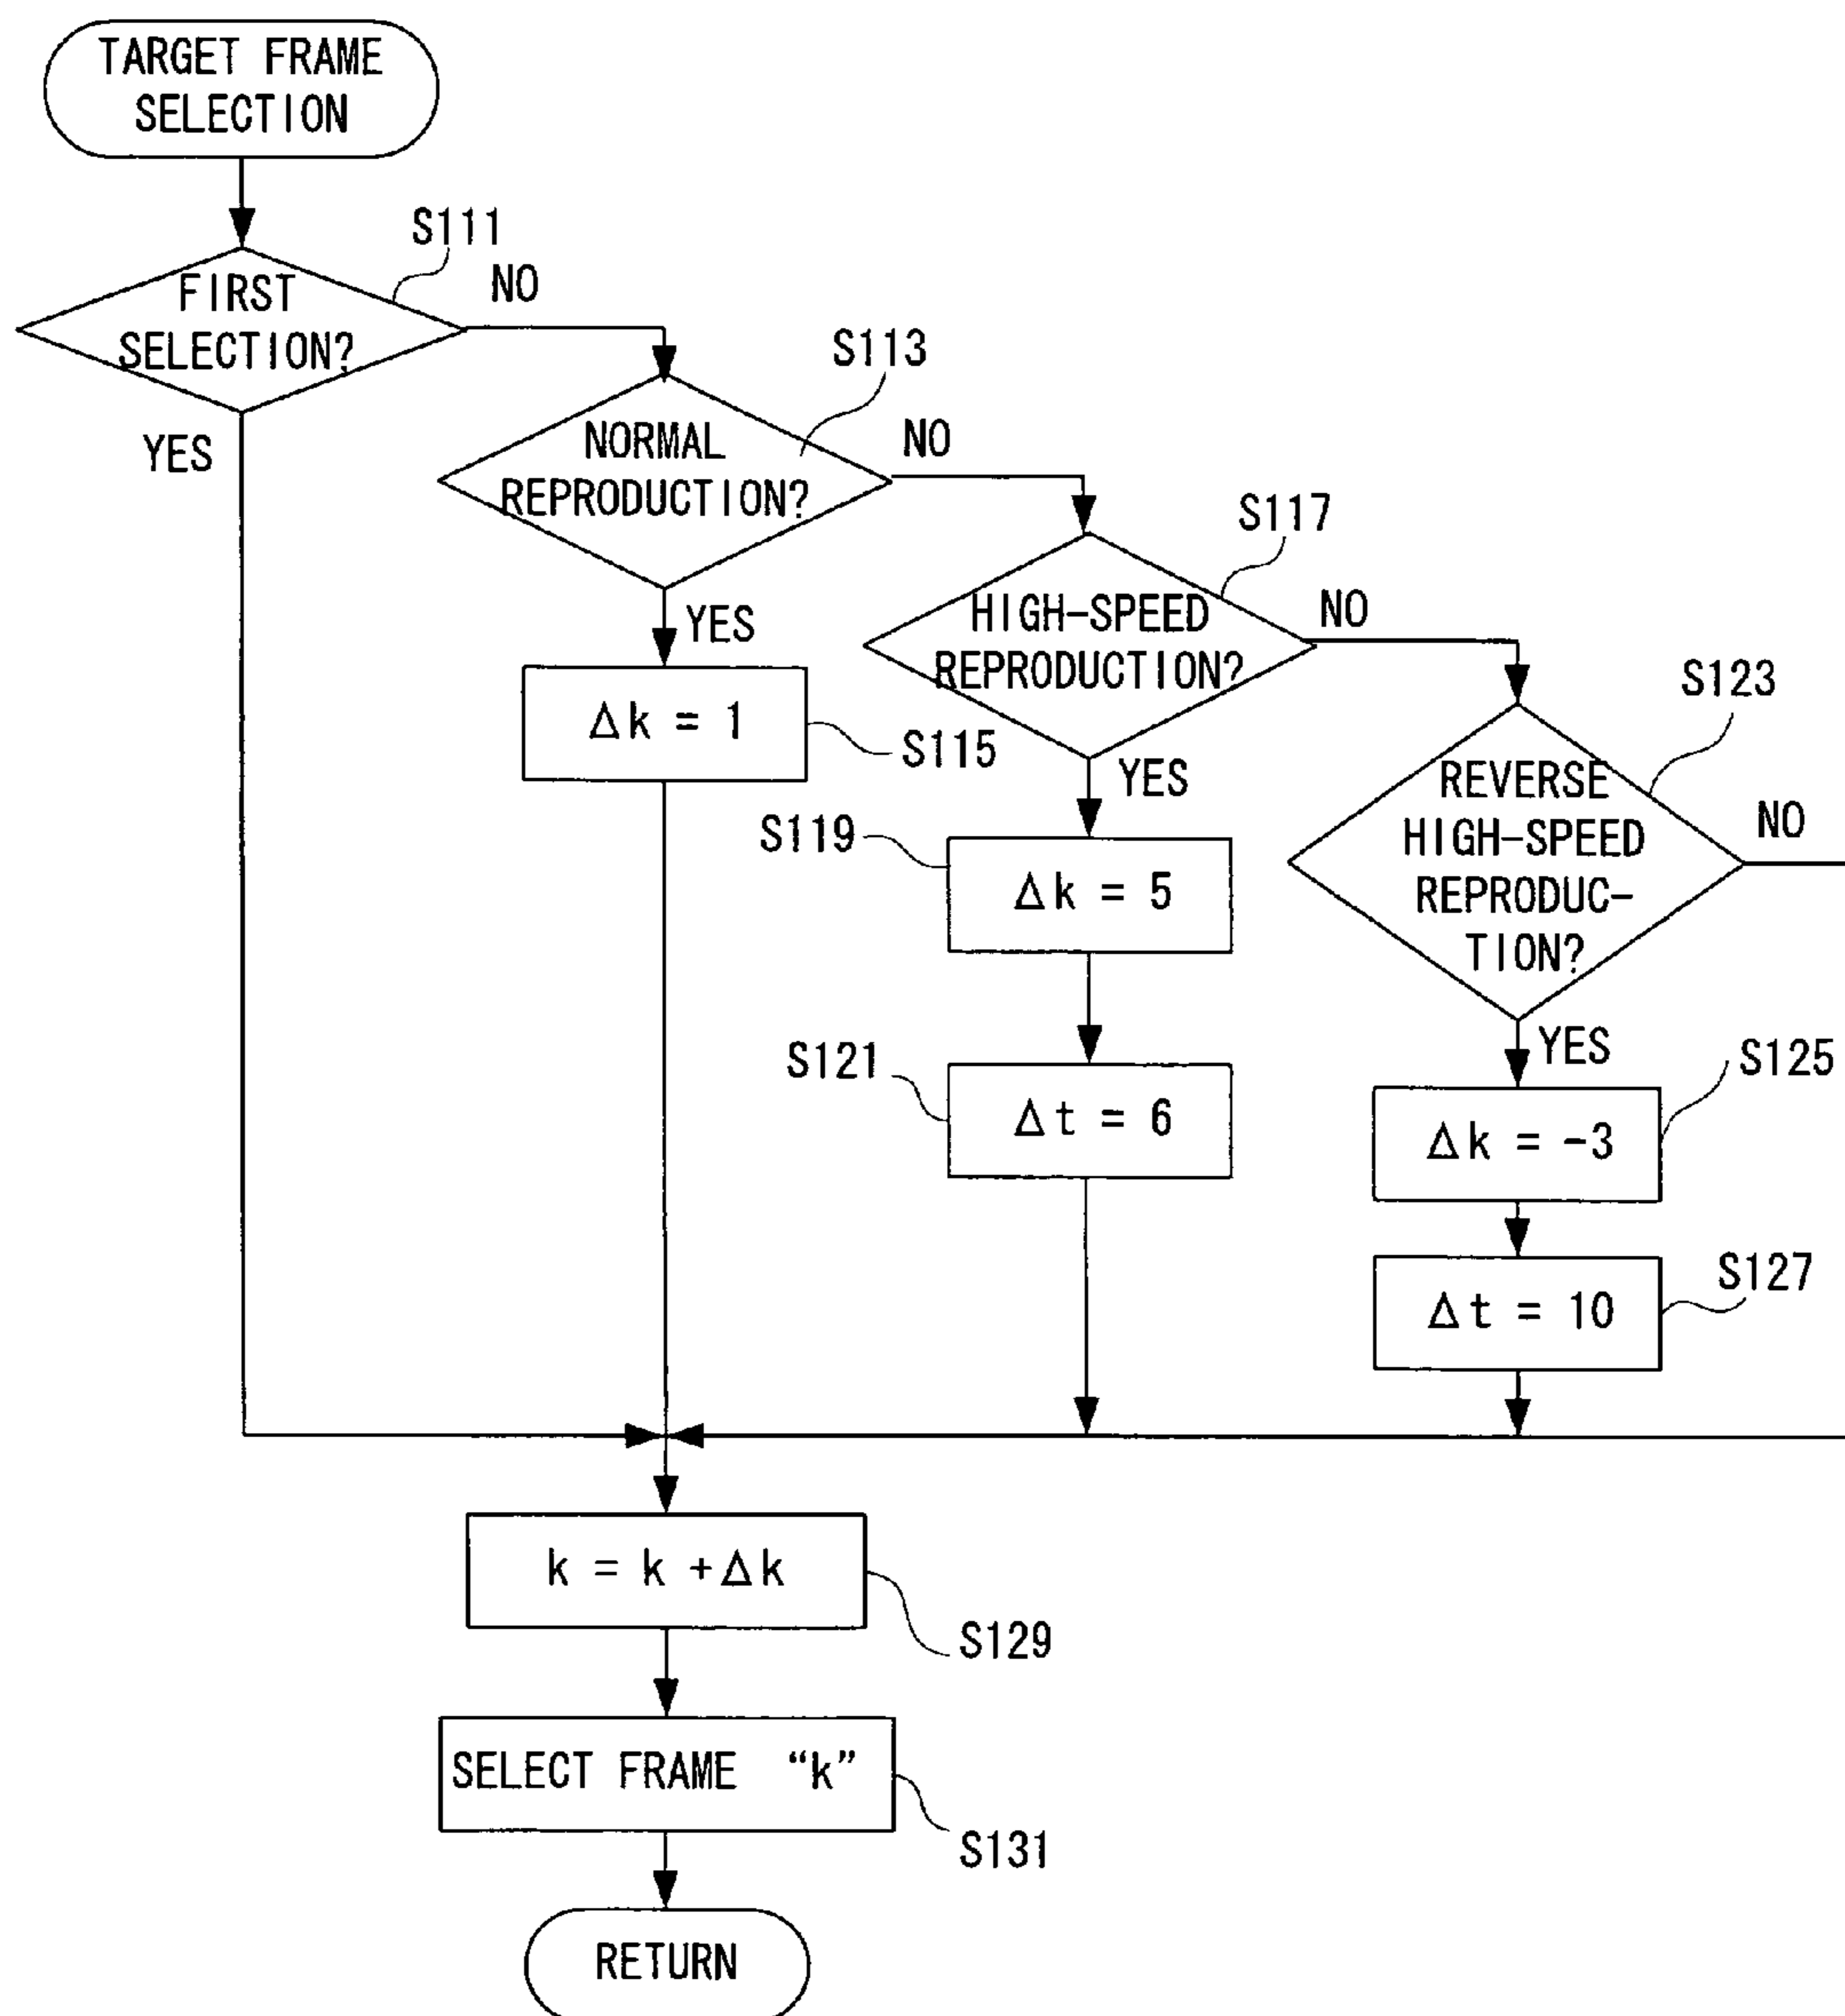 TARGET FRAME
SELECTION
S111
FIRST
SELECTION?
NO
YES
S113
NORMAL
REPRODUCTION?
NO
YES
Δk = 1
S115
S117
HIGH-SPEED
REPRODUCTION?
NO
YES
S119
Δk = 5
S121
Δt = 6
S123
REVERSE
HIGH-SPEED
REPRODUC-
TION?
NO
YES
S125
Δk = -3
S127
Δt = 10
k = k +Δk
S129
SELECT FRAME “k”
S131
RETURN